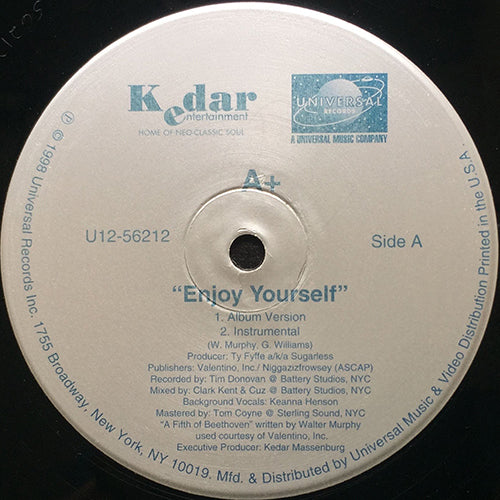 Kedar
entertainment
HOME OF NEO-CLASSIC SOUL
UNIVERSAL
RECORDS
A UNIVERSAL MUSIC COMPANY
A+
U12-56212
Side A
"Enjoy Yourself"
1. Album Version
2. Instrumental
(W. Murphy, G. Williams)
Producer: Ty Fyffe a/k/a Sugarless
Publishers: Valentino, Inc./ Niggazizfrowsey (ASCAP)
Recorded by: Tim Donovan @ Battery Studios, NYC
Mixed by: Clark Kent & Cuz @ Battery Studios, NYC
Background Vocals: Keanna Henson
Mastered by: Tom Coyne @ Sterling Sound, NYC
"A Fifth of Beethoven" written by Walter Murphy
used courtesy of Valentino, Inc.
Executive Producer: Kedar Massenburg
℗ © 1998 Universal Records Inc. 1755 Broadway, New York, NY 10019. Mfd. & Distributed by Universal Music & Video Distribution Printed in the U.S.A.